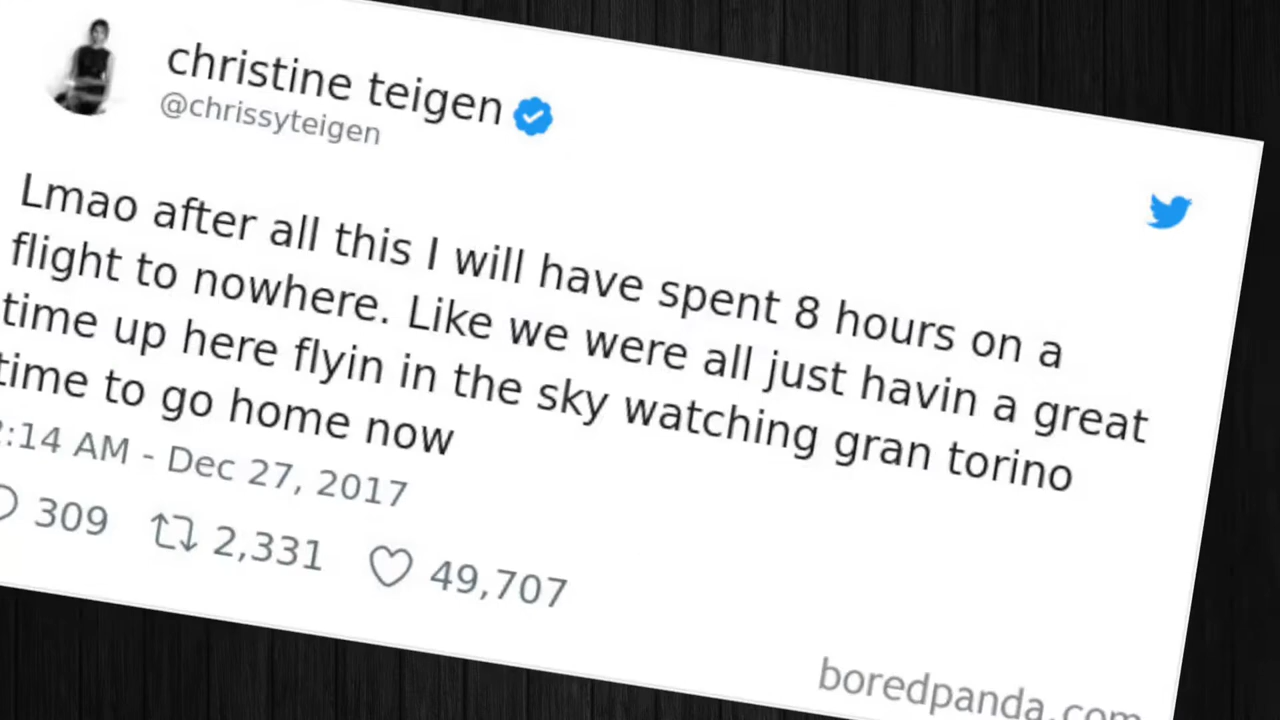 christine teigen
@chrissyteigen
Lmao after all this I will have spent 8 hours on a
flight to nowhere. Like we were all just havin a great
time up here flyin in the sky watching gran torino
time to go home now
:14 AM - Dec 27, 2017
309 2,331 49,707
boredpanda.com